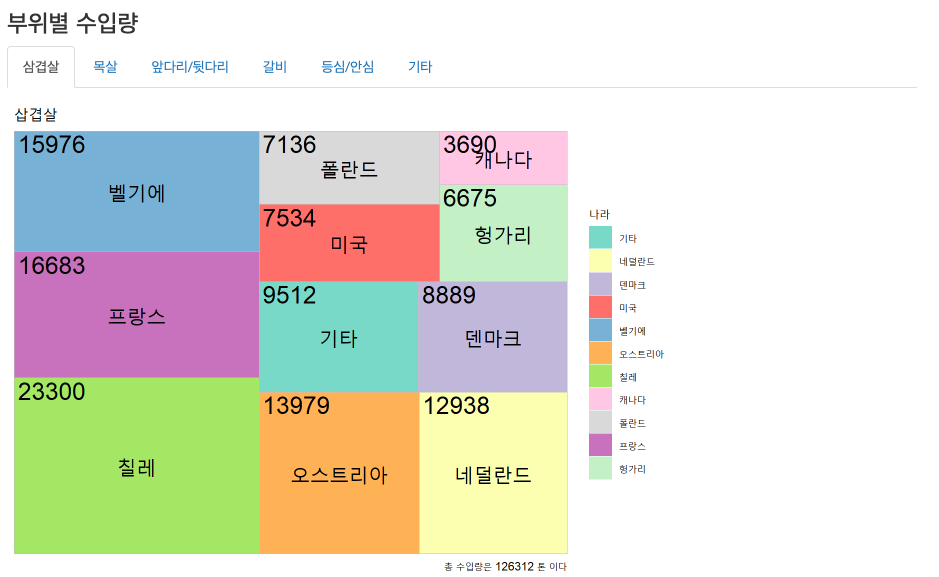 부위별 수입량
삼겹살 목살 앞다리/뒷다리 갈비 등심/안심 기타
삽겹살
15976
벨기에
7136
폴란드
3690
캐나다
6675
헝가리
7534
미국
16683
프랑스
9512
기타
8889
덴마크
23300
칠레
13979
오스트리아
12938
네덜란드
나라
기타
네덜란드
덴마크
미국
벨기에
오스트리아
칠레
캐나다
폴란드
프랑스
헝가리
총 수입량은 126312 톤 이다